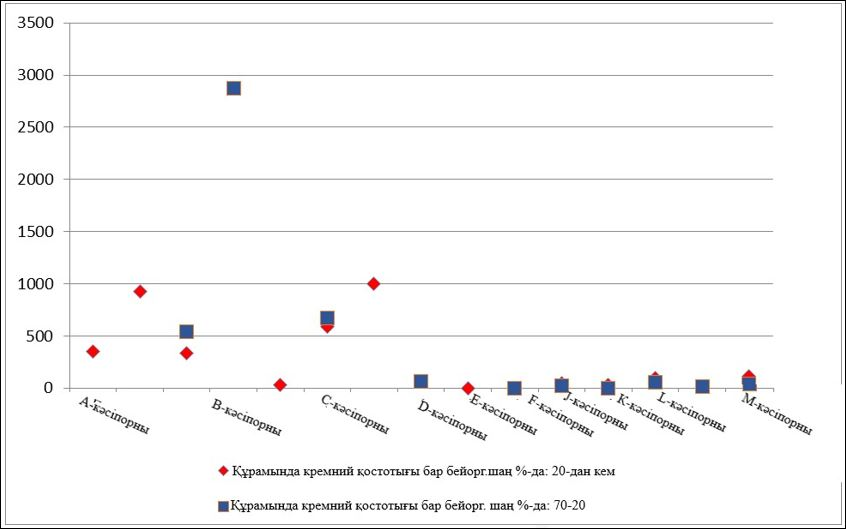 3500
3000
2500
2000
1500
1000
500
0
А-кәсіпорны
В-кәсіпорны
С-кәсіпорны
D-кәсіпорны
Е-кәсіпорны
F-кәсіпорны
J-кәсіпорны
К-кәсіпорны
L-кәсіпорны
М-кәсіпорны
Құрамында кремний қостотығы бар бейорг.шаң %-да: 20-дан кем
Құрамында кремний қостотығы бар бейорг. шаң %-да: 70-20